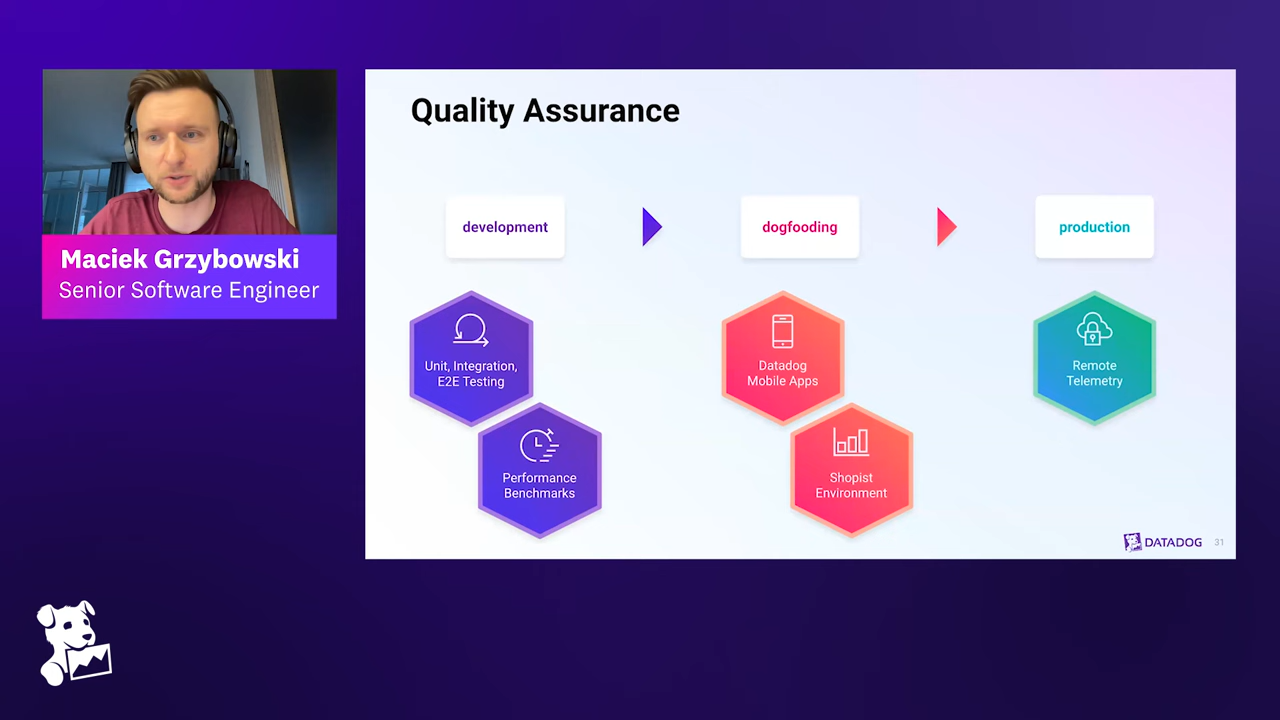 Maciek Grzybowski
Senior Software Engineer
Quality Assurance
development
dogfooding
production
Unit, Integration,
E2E Testing
Performance
Benchmarks
Datadog
Mobile Apps
Shopist
Environment
Remote
Telemetry
DATADOG
31